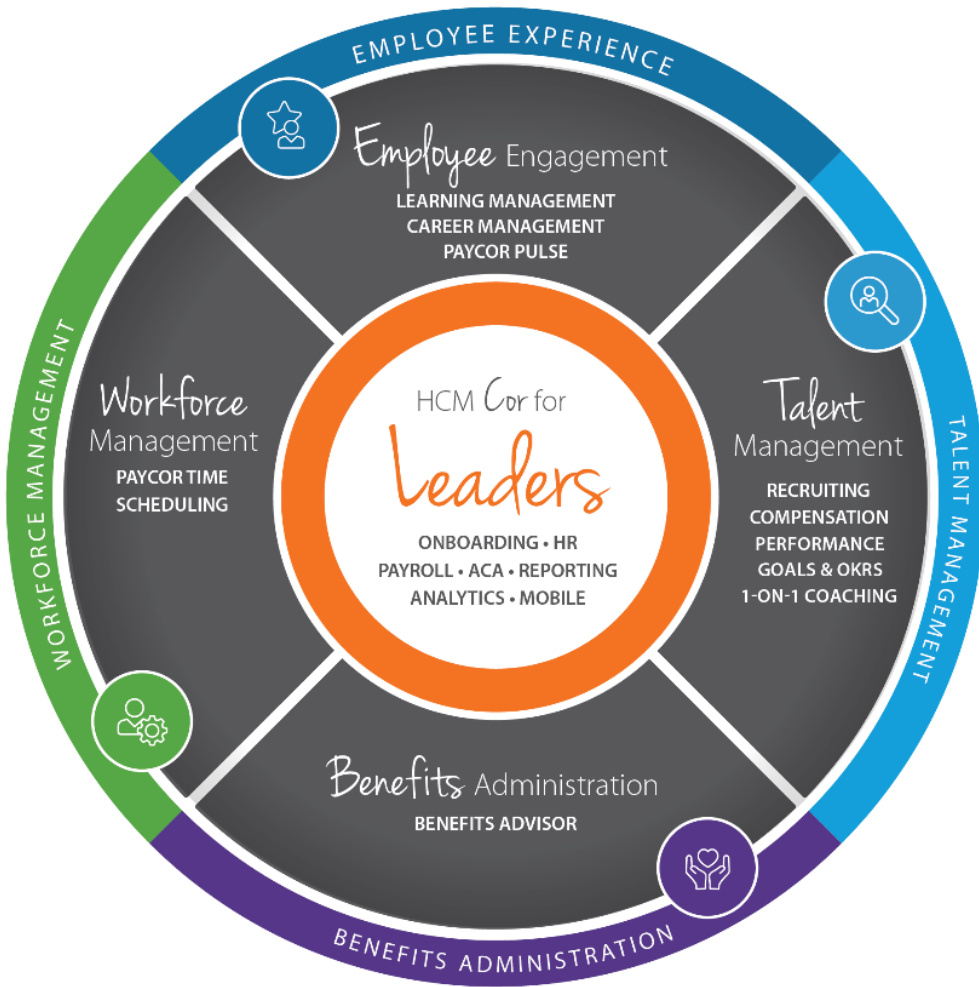 EMPLOYEE EXPERIENCE
Employee Engagement
LEARNING MANAGEMENT
CAREER MANAGEMENT
PAYCOR PULSE
WORKFORCE MANAGEMENT
Workforce
Management
PAYCOR TIME
SCHEDULING
HCM Cor for
Leaders
ONBOARDING • HR
PAYROLL • ACA • REPORTING
ANALYTICS • MOBILE
Talent
Management
RECRUITING
COMPENSATION
PERFORMANCE
GOALS & OKRS
1-ON-1 COACHING
TALENT MANAGEMENT
Benefits Administration
BENEFITS ADVISOR
BENEFITS ADMINISTRATION